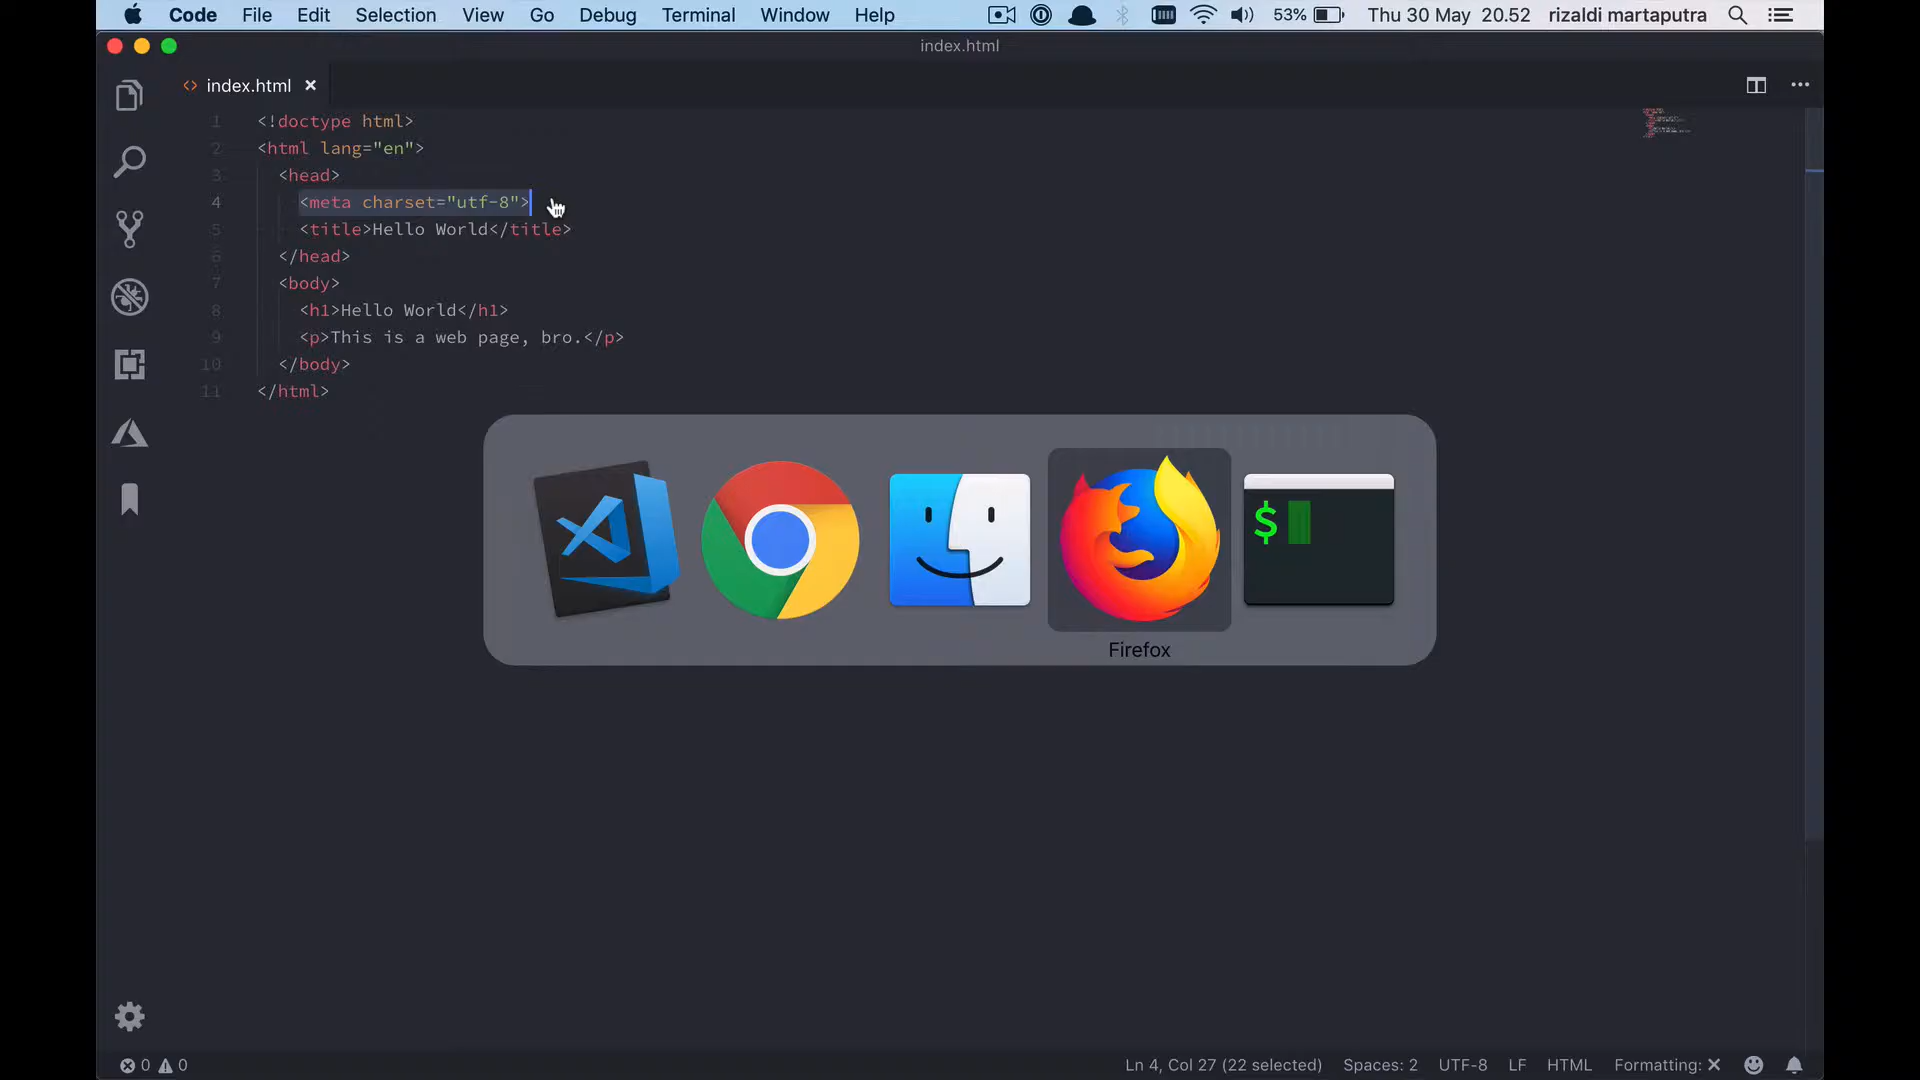 Code File Edit Selection View Go Debug Terminal Window Help 53% Thu 30 May 20.52 rizaldi martaputra
index.html
index.html
1 <!doctype html>
2 <html lang="en">
3 <head>
4 <meta charset="utf-8">
5 <title>Hello World</title>
6 </head>
7 <body>
8 <h1>Hello World</h1>
9 <p>This is a web page, bro.</p>
10 </body>
11 </html>
$
Firefox
0 0 Ln 4, Col 27 (22 selected) Spaces: 2 UTF-8 LF HTML Formatting: ✕